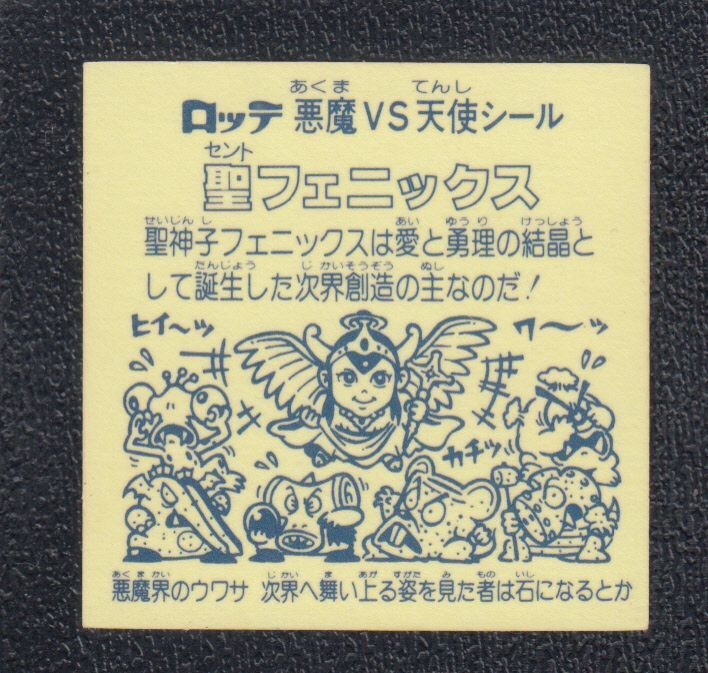 ロッテ 悪魔VS天使シール
あくま てんし
聖フェニックス
セント
聖神子フェニックスは愛と勇理の結晶と
せいじんし あい ゆうり けっしょう
して誕生した次界創造の主なのだ!
たんじょう じかいそうぞう ぬし
ヒイ〜ッ
ワ〜ッ
カチッ
悪魔界のウワサ 次界へ舞い上る姿を見た者は石になるとか
あくまかい じかい ま あが すがた み もの いし